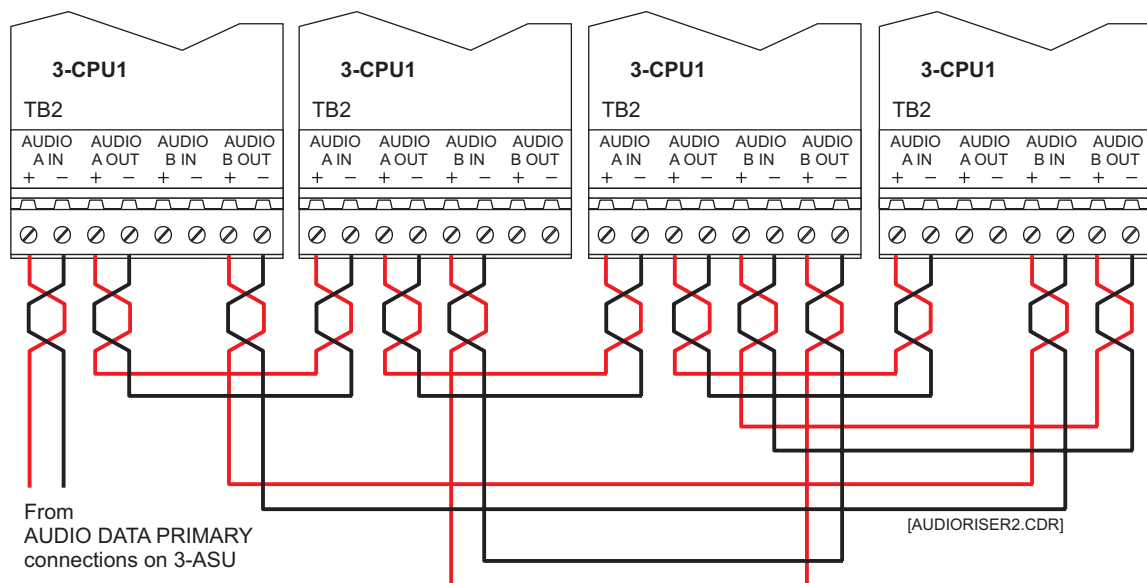 3-CPU1
TB2
AUDIO A IN
AUDIO A OUT
AUDIO B IN
AUDIO B OUT
+ − + − + − + −
3-CPU1
TB2
AUDIO A IN
AUDIO A OUT
AUDIO B IN
AUDIO B OUT
+ − + − + − + −
3-CPU1
TB2
AUDIO A IN
AUDIO A OUT
AUDIO B IN
AUDIO B OUT
+ − + − + − + −
3-CPU1
TB2
AUDIO A IN
AUDIO A OUT
AUDIO B IN
AUDIO B OUT
+ − + − + − + −
From
AUDIO DATA PRIMARY
connections on 3-ASU
[AUDIORISER2.CDR]